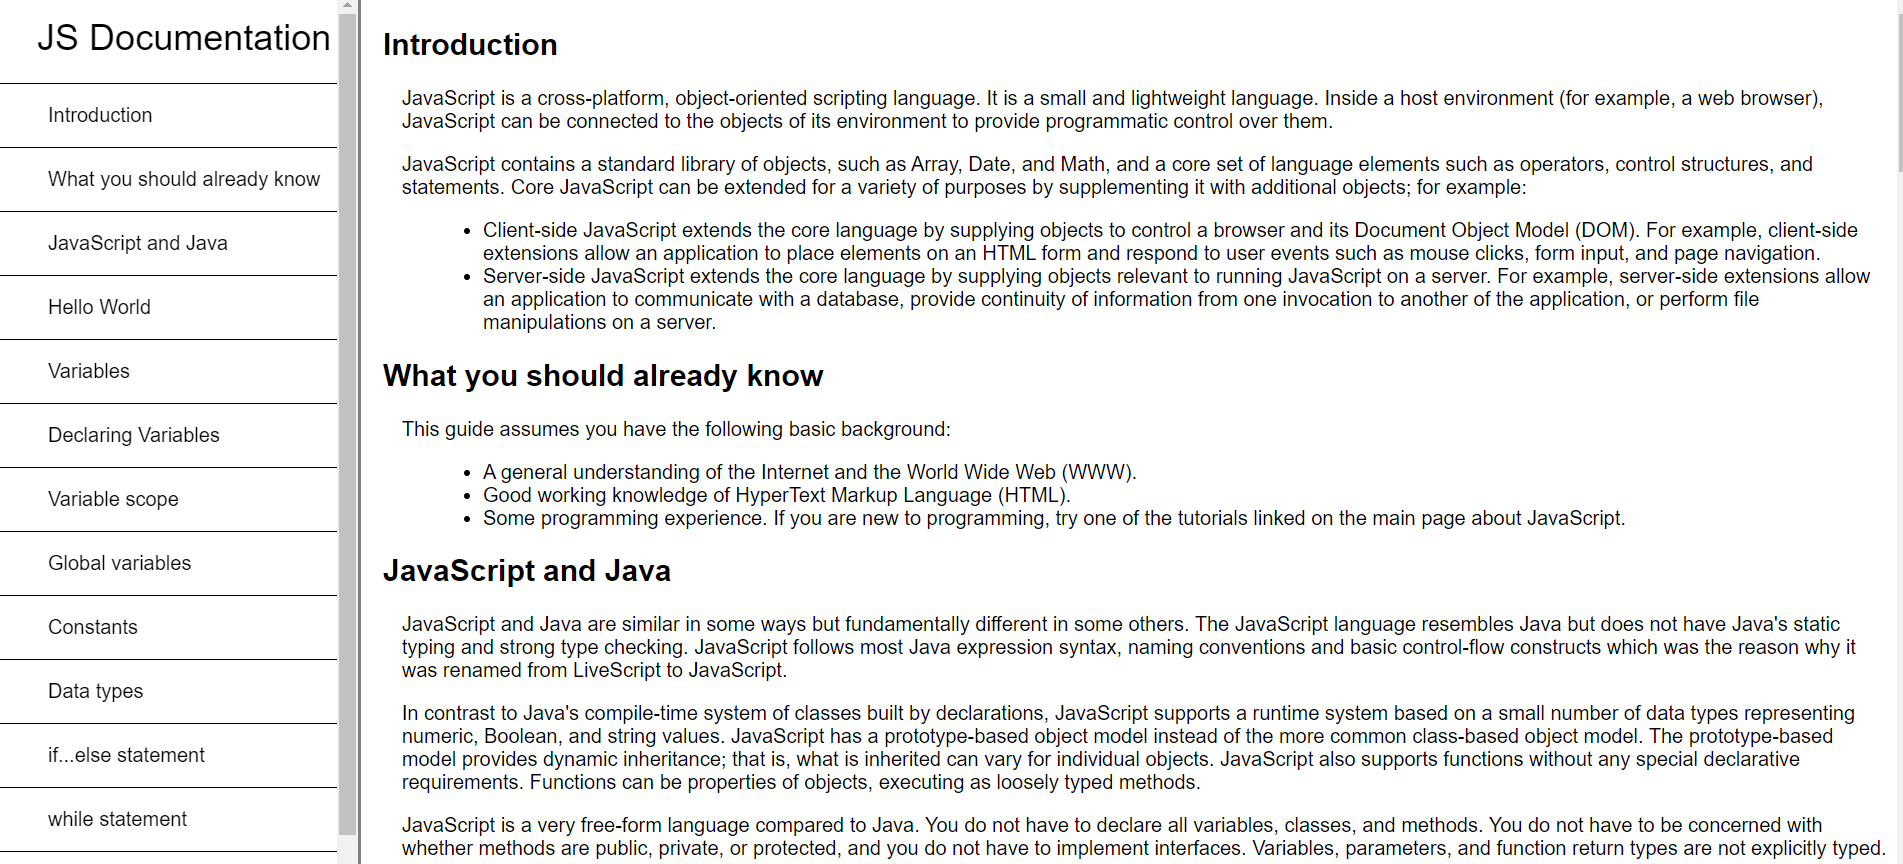 JS Documentation
Introduction
What you should already know
JavaScript and Java
Hello World
Variables
Declaring Variables
Variable scope
Global variables
Constants
Data types
if...else statement
while statement
Introduction
JavaScript is a cross-platform, object-oriented scripting language. It is a small and lightweight language. Inside a host environment (for example, a web browser),
JavaScript can be connected to the objects of its environment to provide programmatic control over them.
JavaScript contains a standard library of objects, such as Array, Date, and Math, and a core set of language elements such as operators, control structures, and
statements. Core JavaScript can be extended for a variety of purposes by supplementing it with additional objects; for example:
• Client-side JavaScript extends the core language by supplying objects to control a browser and its Document Object Model (DOM). For example, client-side
extensions allow an application to place elements on an HTML form and respond to user events such as mouse clicks, form input, and page navigation.
• Server-side JavaScript extends the core language by supplying objects relevant to running JavaScript on a server. For example, server-side extensions allow
an application to communicate with a database, provide continuity of information from one invocation to another of the application, or perform file
manipulations on a server.
What you should already know
This guide assumes you have the following basic background:
• A general understanding of the Internet and the World Wide Web (WWW).
• Good working knowledge of HyperText Markup Language (HTML).
• Some programming experience. If you are new to programming, try one of the tutorials linked on the main page about JavaScript.
JavaScript and Java
JavaScript and Java are similar in some ways but fundamentally different in some others. The JavaScript language resembles Java but does not have Java's static
typing and strong type checking. JavaScript follows most Java expression syntax, naming conventions and basic control-flow constructs which was the reason why it
was renamed from LiveScript to JavaScript.
In contrast to Java's compile-time system of classes built by declarations, JavaScript supports a runtime system based on a small number of data types representing
numeric, Boolean, and string values. JavaScript has a prototype-based object model instead of the more common class-based object model. The prototype-based
model provides dynamic inheritance; that is, what is inherited can vary for individual objects. JavaScript also supports functions without any special declarative
requirements. Functions can be properties of objects, executing as loosely typed methods.
JavaScript is a very free-form language compared to Java. You do not have to declare all variables, classes, and methods. You do not have to be concerned with
whether methods are public, private, or protected, and you do not have to implement interfaces. Variables, parameters, and function return types are not explicitly typed.